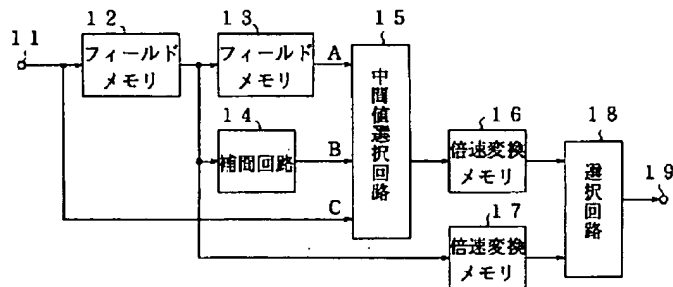 11
12
フィールド
メモリ
13
フィールド
メモリ
A
14
補間回路
B
C
15
中間値選択回路
16
倍速変換
メモリ
17
倍速変換
メモリ
18
選択回路
19